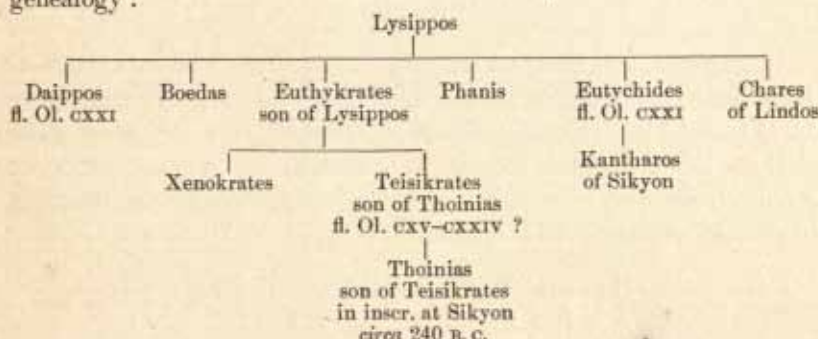 genealogy :
Lysippos
Daippos Boedas Euthykrates Phanis Eutychides Chares
fl. Ol. CXXI son of Lysippos fl. Ol. CXXI of Lindos
Kantharos
of Sikyon
Xenokrates Teisikrates
son of Thoinias
fl. Ol. CXV–CXXIV ?
Thoinias
son of Teisikrates
in inscr. at Sikyon
circa 240 B. C.